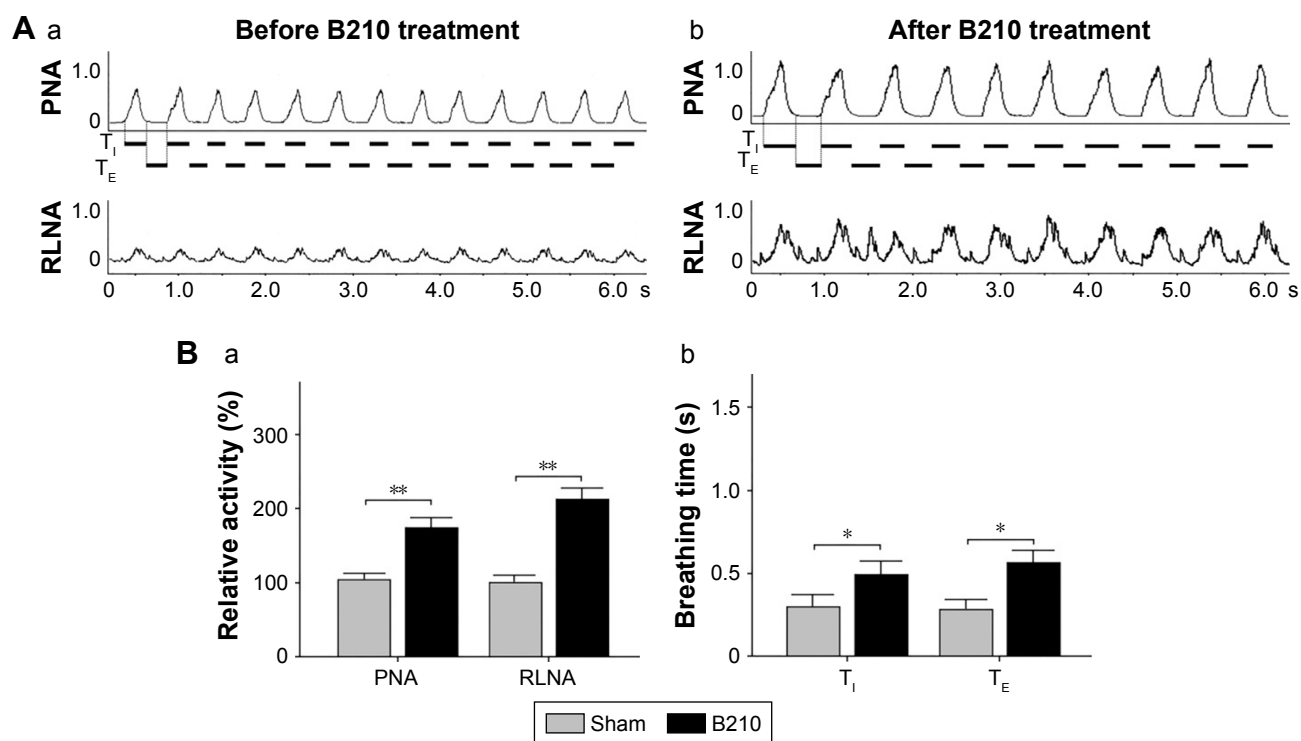 A a Before B210 treatment b After B210 treatment
PNA 1.0 0 PNA 1.0 0
TI TE TI TE
RLNA 1.0 0 RLNA 1.0 0
0 1.0 2.0 3.0 4.0 5.0 6.0 s 0 1.0 2.0 3.0 4.0 5.0 6.0 s
B a b
Relative activity (%)
300
200
100
0
** **
PNA RLNA
Breathing time (s)
1.5
1.0
0.5
0
* *
TI TE
Sham B210